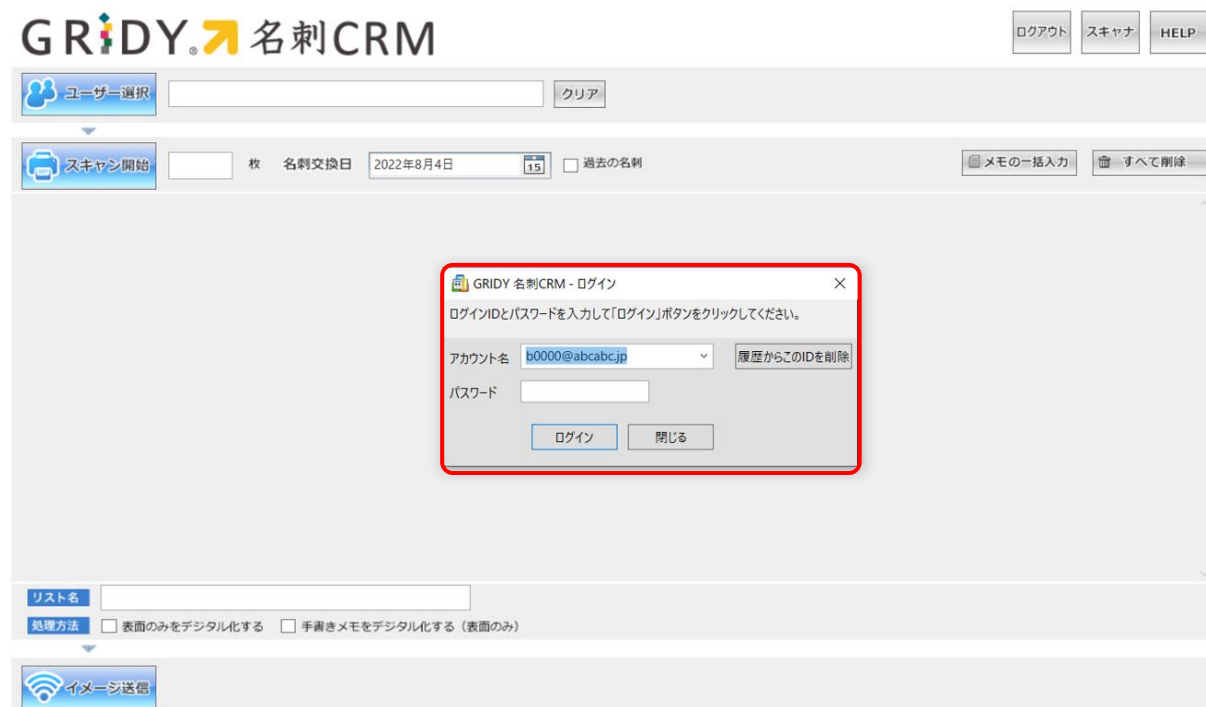 GRiDY® 名刺CRM
ログアウト スキャナ HELP
ユーザー選択 クリア
スキャン開始 枚 名刺交換日 2022年8月4日 15 過去の名刺 メモの一括入力 すべて削除
GRIDY 名刺CRM - ログイン
ログインIDとパスワードを入力して「ログイン」ボタンをクリックしてください。
アカウント名 b0000@abcabc.jp 履歴からこのIDを削除
パスワード
ログイン 閉じる
リスト名
処理方法 表面のみをデジタル化する 手書きメモをデジタル化する（表面のみ）
イメージ送信